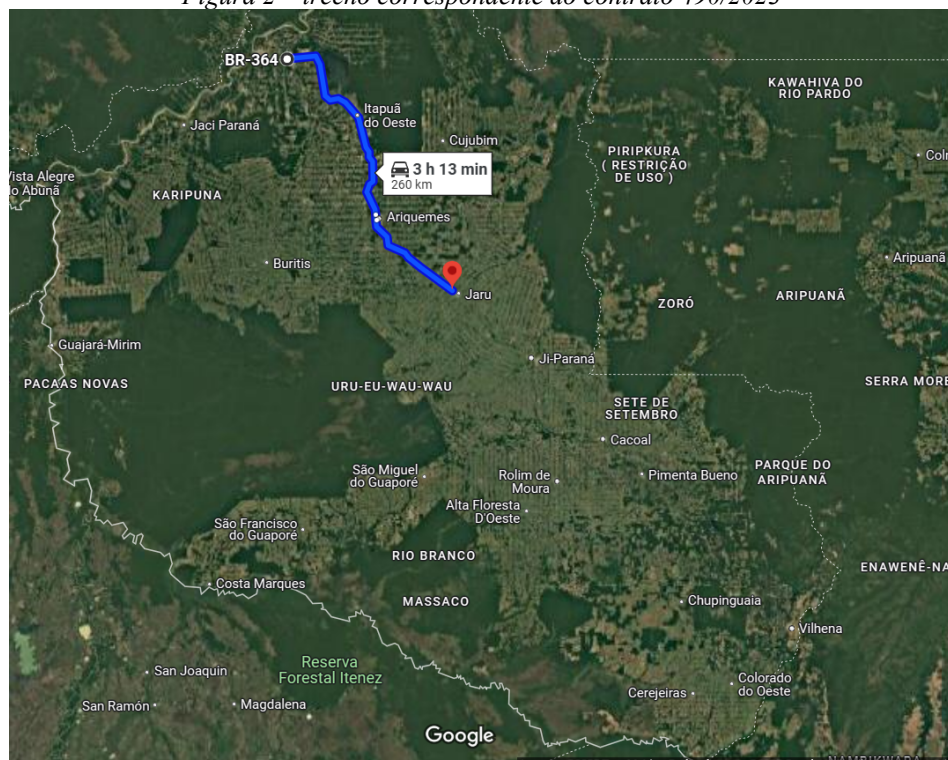 Figura 2 – trecho correspondente ao contrato 490/2023
BR-364
KAWAHIVA DO
RIO PARDO
Itapuã
do Oeste
Jaci Paraná
Cujubim
PIRIPKURA
( RESTRIÇÃO
DE USO )
Vista Alegre
do Abunã
3 h 13 min
260 km
KARIPUNA
Ariquemes
Buritis
Aripuanã
Jaru
ZORÓ
ARIPUANÃ
Guajará-Mirim
Ji-Paraná
PACAAS NOVAS
URU-EU-WAU-WAU
SERRA MORE
SETE DE
SETEMBRO
Cacoal
São Miguel
do Guaporé
Rolim de
Moura
Pimenta Bueno
PARQUE DO
ARIPUANÃ
Alta Floresta
D'Oeste
São Francisco
do Guaporé
RIO BRANCO
ENAWENÊ-NA
Costa Marques
MASSACO
Chupinguaia
Vilhena
Reserva
Forestal Itenez
San Joaquin
Colorado
do Oeste
San Ramón
Magdalena
Cerejeiras
Google